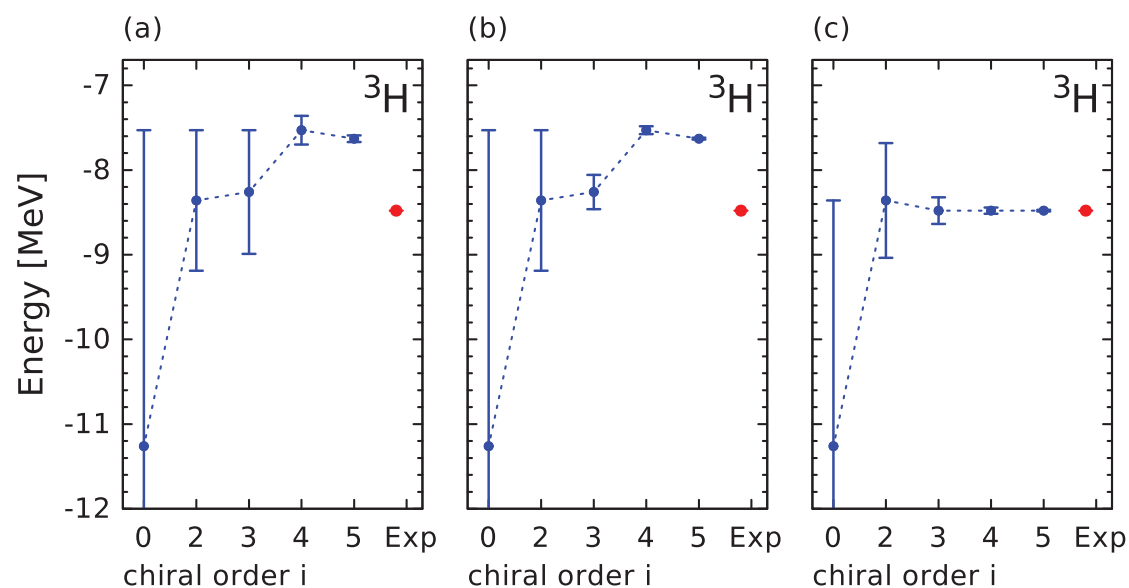 (a) (b) (c)
³H ³H ³H
-7
-8
-9
-10
-11
-12
Energy [MeV]
0 2 3 4 5 Exp 0 2 3 4 5 Exp 0 2 3 4 5 Exp
chiral order i chiral order i chiral order i